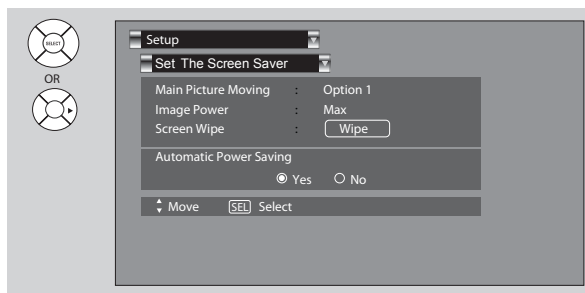 SELECT
OR
Setup
Set The Screen Saver
Main Picture Moving : Option 1
Image Power : Max
Screen Wipe : Wipe
Automatic Power Saving
Yes No
Move SEL Select